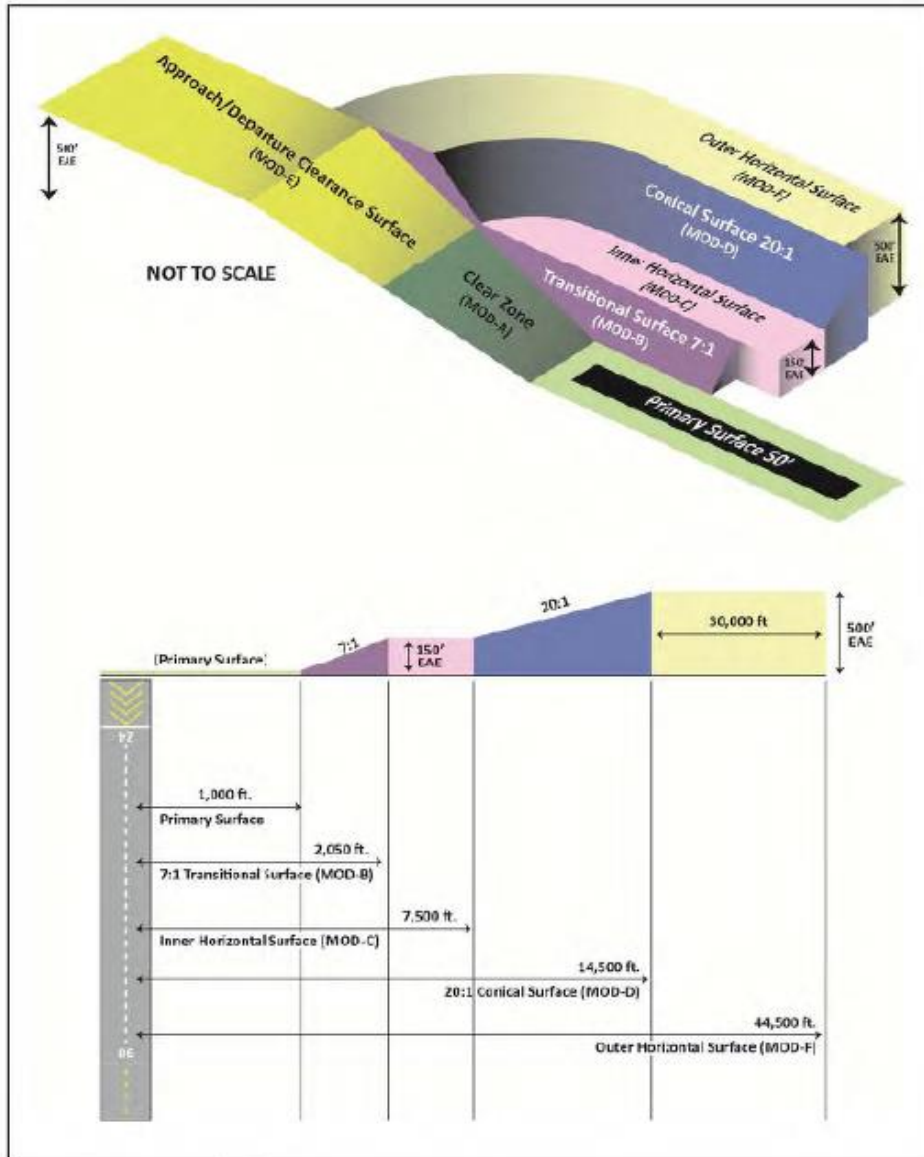 Approach/Departure Clearance Surface
(MOD-E)
500'
EAE
Outer Horizontal Surface
(MOD-F)
Conical Surface 20:1
(MOD-D)
500'
EAE
Inner Horizontal Surface
(MOD-C)
NOT TO SCALE
Transitional Surface 7:1
(MOD-B)
Clear Zone
(MOD-A)
150'
EAE
Primary Surface 50'
20:1
30,000 ft
500'
EAE
7:1
150'
EAE
(Primary Surface)
24
1,000 ft.
Primary Surface
2,050 ft.
7:1 Transitional Surface (MOD-B)
7,500 ft.
Inner Horizontal Surface (MOD-C)
14,500 ft.
20:1 Conical Surface (MOD-D)
44,500 ft.
Outer Horizontal Surface (MOD-F)